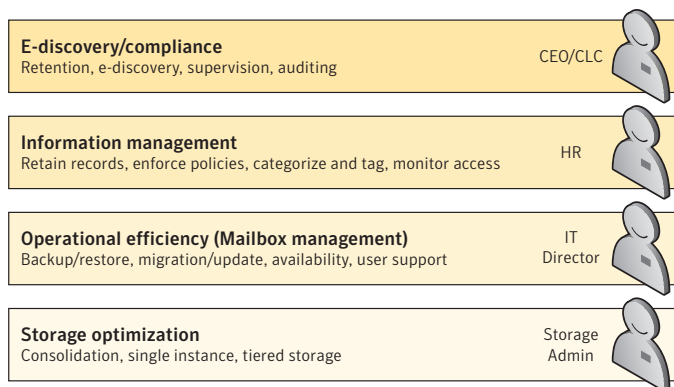 E-discovery/compliance
Retention, e-discovery, supervision, auditing
CEO/CLC
Information management
Retain records, enforce policies, categorize and tag, monitor access
HR
Operational efficiency (Mailbox management)
Backup/restore, migration/update, availability, user support
IT
Director
Storage optimization
Consolidation, single instance, tiered storage
Storage
Admin